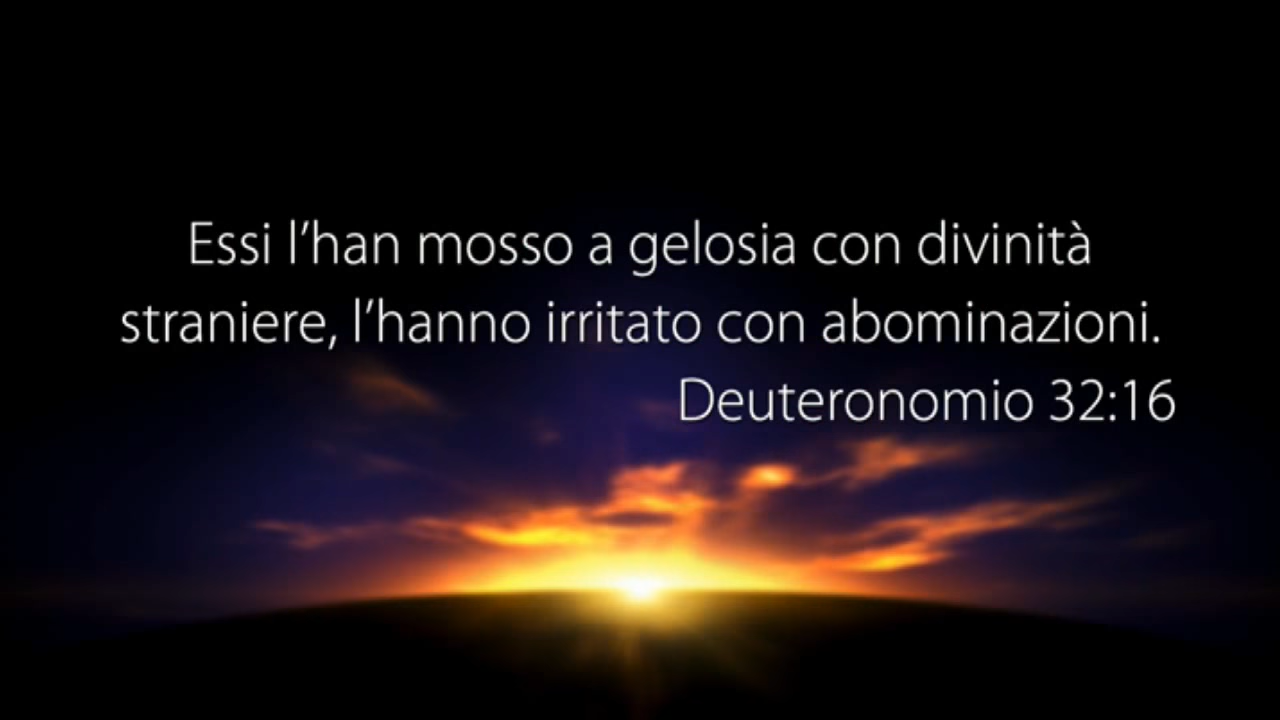 Essi l’han mosso a gelosia con divinità
straniere, l’hanno irritato con abominazioni.
Deuteronomio 32:16